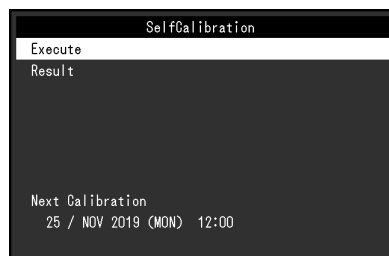 SelfCalibration
Execute
Result
Next Calibration
25 / NOV 2019 (MON) 12:00